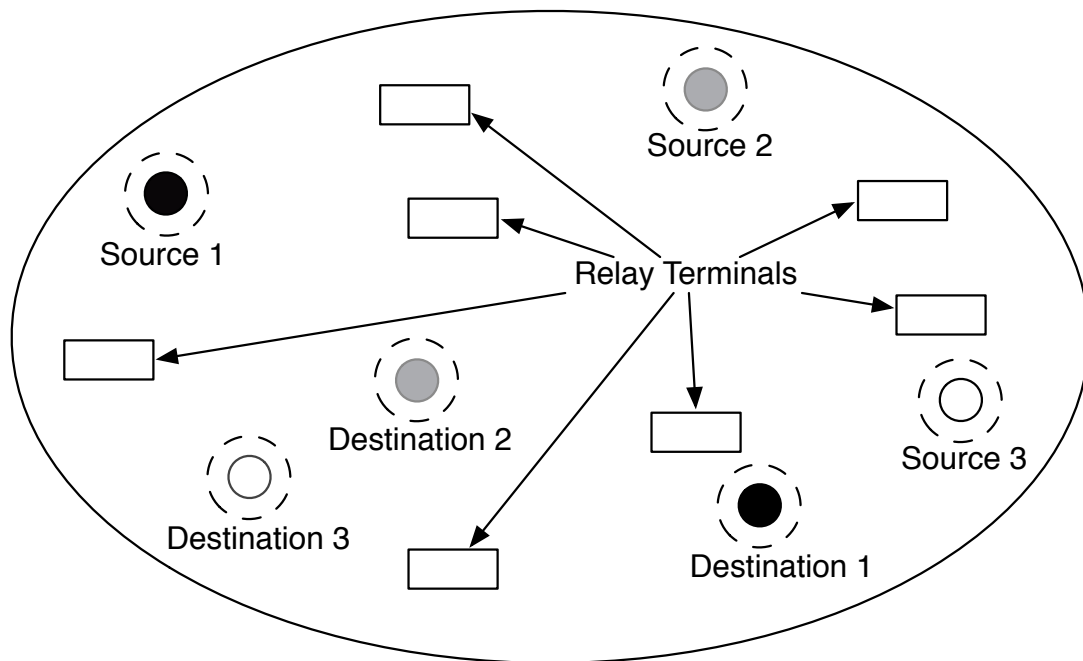 Source 2
Source 1
Relay Terminals
Destination 2
Source 3
Destination 3
Destination 1